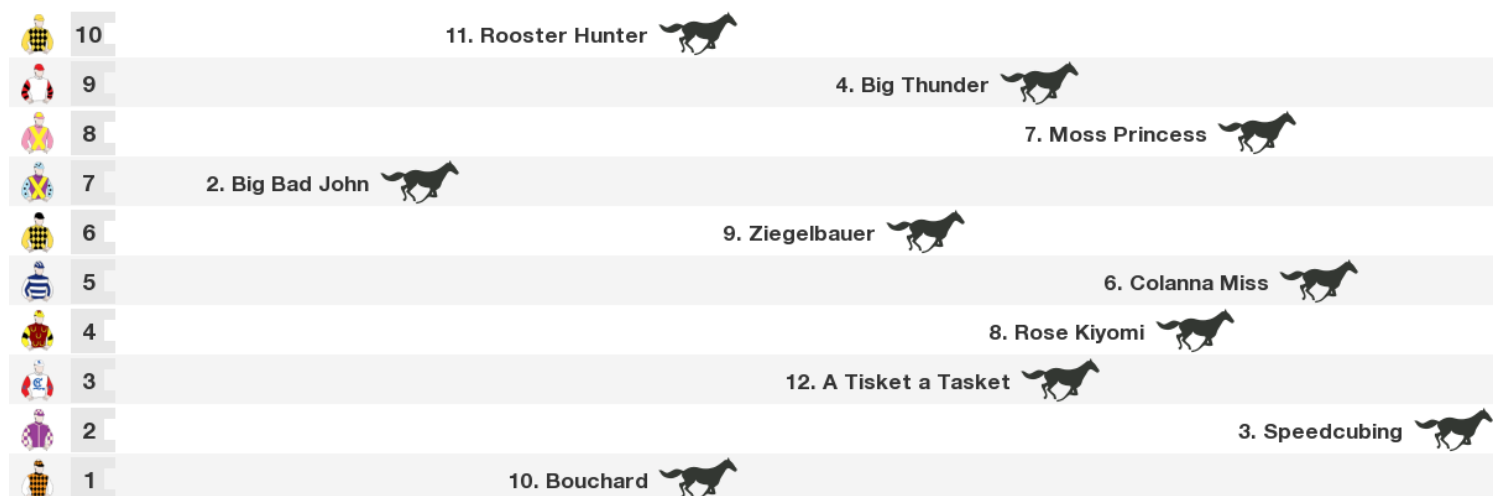 10 11. Rooster Hunter
9 4. Big Thunder
8 7. Moss Princess
7 2. Big Bad John
6 9. Ziegelbauer
5 6. Colanna Miss
4 8. Rose Kiyomi
3 12. A Tisket a Tasket
2 3. Speedcubing
1 10. Bouchard